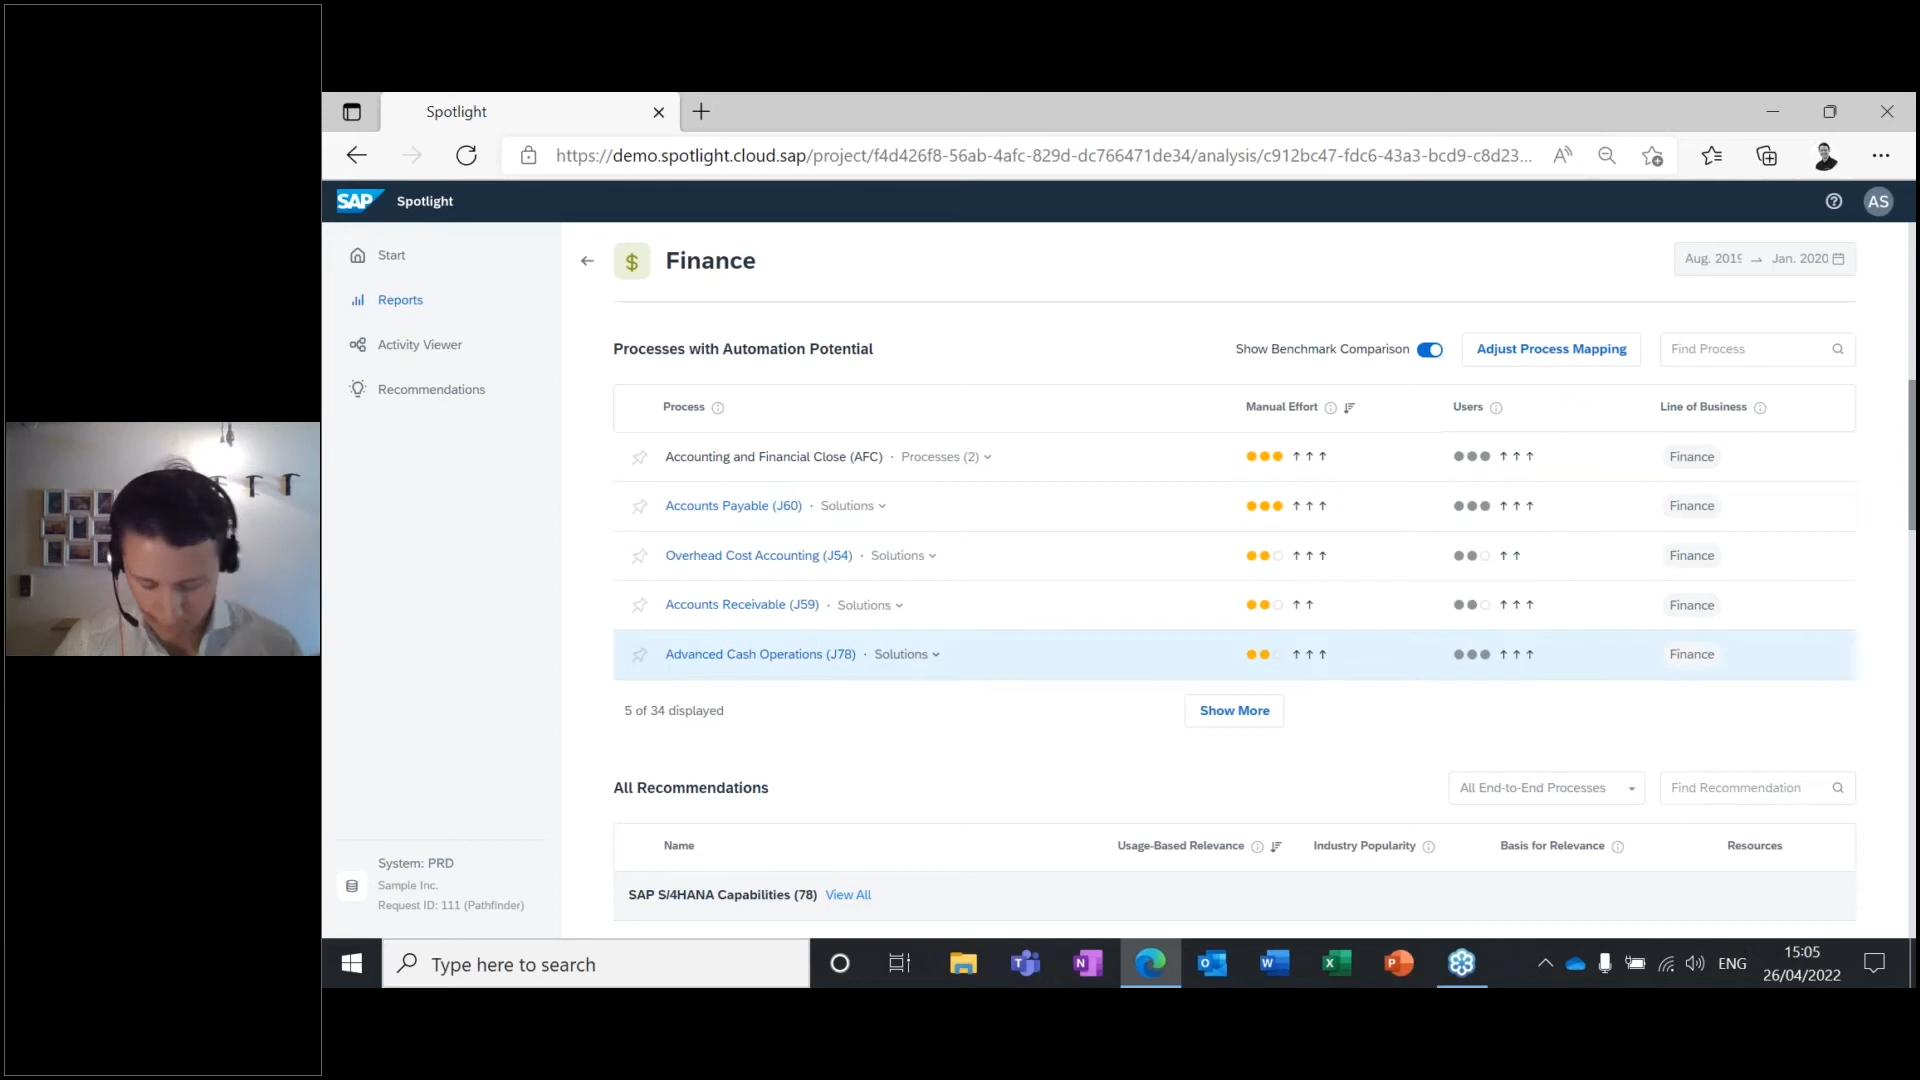 Spotlight
https://demo.spotlight.cloud.sap/project/f4d426f8-56ab-4afc-829d-dc766471de34/analysis/c912bc47-fdc6-43a3-bcd9-c8d23...
SAP Spotlight
AS
Start
Reports
Activity Viewer
Recommendations
System: PRD
Sample Inc.
Request ID: 111 (Pathfinder)
$ Finance
Aug. 2019 → Jan. 2020
Processes with Automation Potential
Show Benchmark Comparison
Adjust Process Mapping
Find Process
Process Manual Effort Users Line of Business
Accounting and Financial Close (AFC) · Processes (2) ↑ ↑ ↑ ↑ ↑ ↑ Finance
Accounts Payable (J60) · Solutions ↑ ↑ ↑ ↑ ↑ ↑ Finance
Overhead Cost Accounting (J54) · Solutions ↑ ↑ ↑ ↑ ↑ Finance
Accounts Receivable (J59) · Solutions ↑ ↑ ↑ ↑ ↑ Finance
Advanced Cash Operations (J78) · Solutions ↑ ↑ ↑ ↑ ↑ ↑ Finance
5 of 34 displayed
Show More
All Recommendations
All End-to-End Processes
Find Recommendation
Name Usage-Based Relevance Industry Popularity Basis for Relevance Resources
SAP S/4HANA Capabilities (78) View All
Type here to search
ENG
15:05
26/04/2022